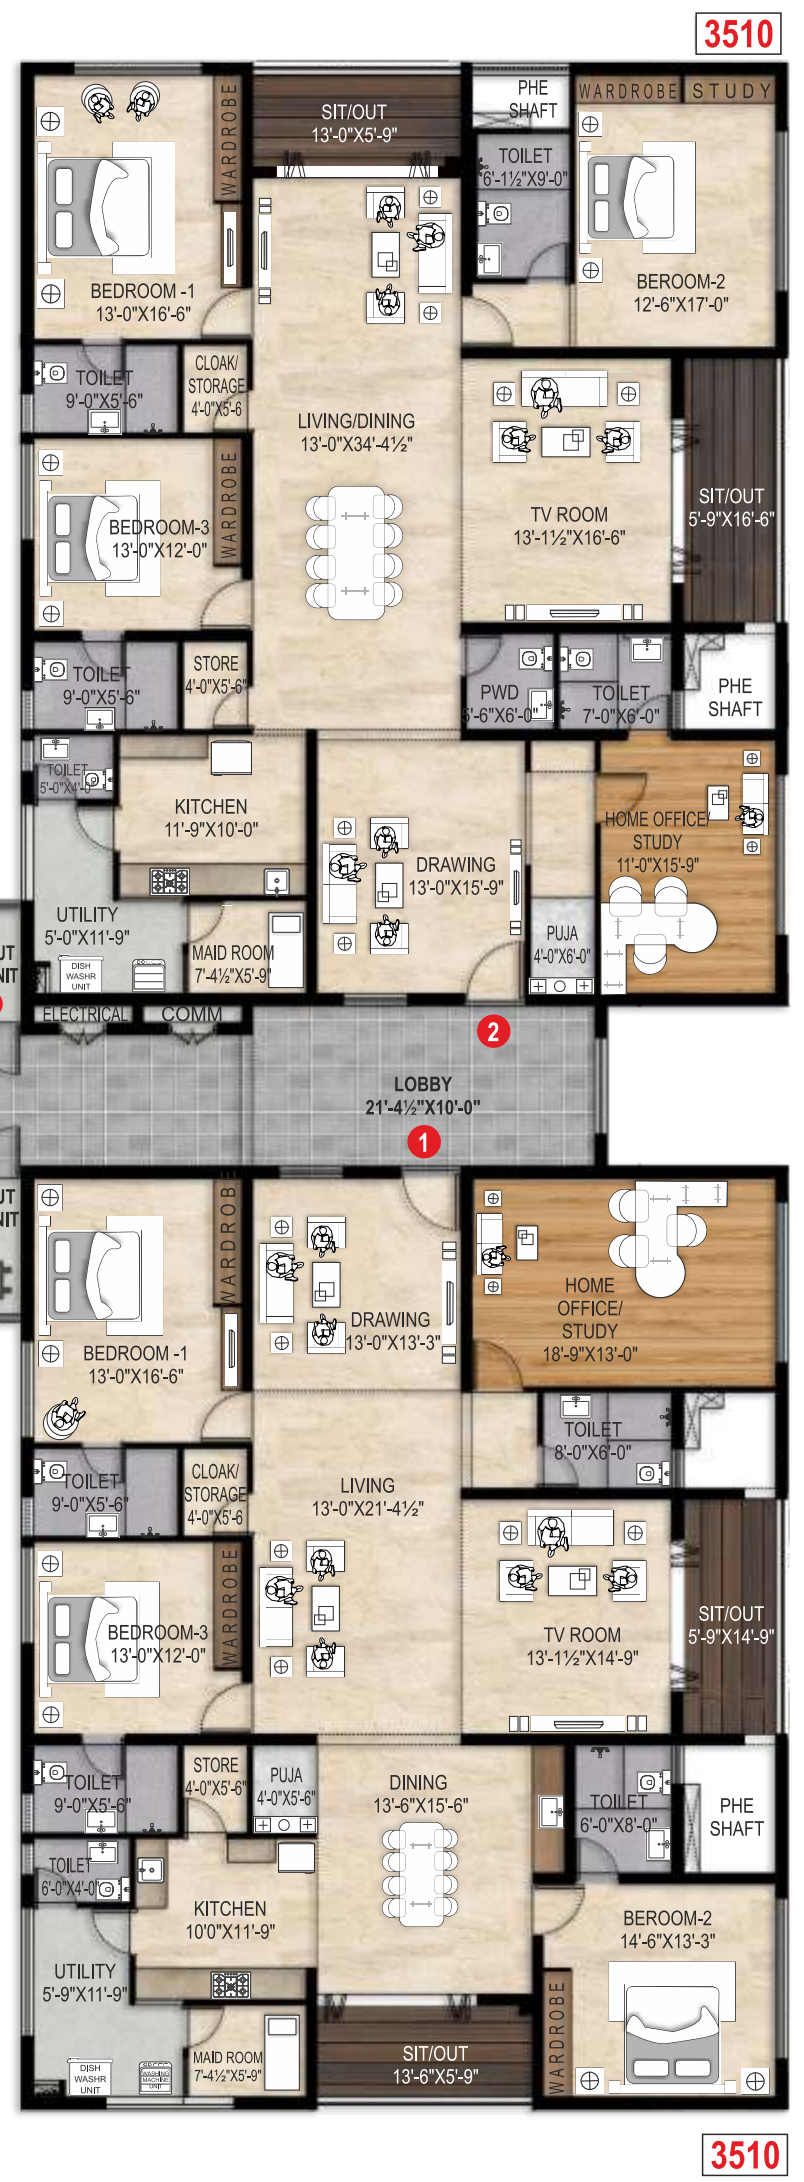 3510
PHE
SHAFT
WARDROBE
STUDY
WARDROBE
SIT/OUT
13'-0"X5'-9"
TOILET
6'-1½"X9'-0"
BEDROOM -1
13'-0"X16'-6"
BEROOM-2
12'-6"X17'-0"
TOILET
9'-0"X5'-6"
CLOAK/
STORAGE
4'-0"X5'-6
LIVING/DINING
13'-0"X34'-4½"
WARDROBE
BEDROOM-3
13'-0"X12'-0"
TV ROOM
13'-1½"X16'-6"
SIT/OUT
5'-9"X16'-6"
TOILET
9'-0"X5'-6"
STORE
4'-0"X5'-6"
PWD
5'-6"X6'-0"
TOILET
7'-0"X6'-0"
PHE
SHAFT
TOILET
5'-0"X4'-0"
KITCHEN
11'-9"X10'-0"
DRAWING
13'-0"X15'-9"
HOME OFFICE/
STUDY
11'-0"X15'-9"
UTILITY
5'-0"X11'-9"
MAID ROOM
7'-4½"X5'-9"
PUJA
4'-0"X6'-0"
DISH
WASHR
UNIT
UT
NIT
ELECTRICAL
COMM
2
LOBBY
21'-4½"X10'-0"
1
UT
NIT
WARDROBE
BEDROOM -1
13'-0"X16'-6"
DRAWING
13'-0"X13'-3"
HOME
OFFICE/
STUDY
18'-9"X13'-0"
TOILET
8'-0"X6'-0"
TOILET
9'-0"X5'-6"
CLOAK/
STORAGE
4'-0"X5'-6
LIVING
13'-0"X21'-4½"
WARDROBE
BEDROOM-3
13'-0"X12'-0"
TV ROOM
13'-1½"X14'-9"
SIT/OUT
5'-9"X14'-9"
TOILET
9'-0"X5'-6"
STORE
4'-0"X5'-6"
PUJA
4'-0"X5'-6"
DINING
13'-6"X15'-6"
TOILET
6'-0"X8'-0"
PHE
SHAFT
TOILET
6'-0"X4'-0"
KITCHEN
10'0"X11'-9"
BEROOM-2
14'-6"X13'-3"
UTILITY
5'-9"X11'-9"
WARDROBE
MAID ROOM
7'-4½"X5'-9"
SIT/OUT
13'-6"X5'-9"
DISH
WASHR
UNIT
WASHING
MACHINE
UNIT
3510